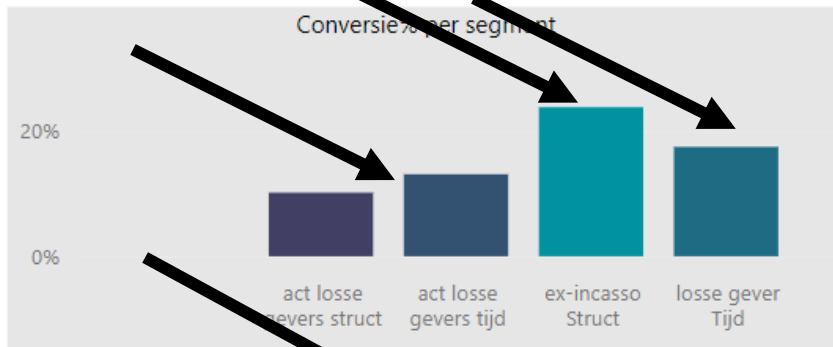 Conversie% per segment
20%
0%
act losse
gevers struct
act losse
gevers tijd
ex-incasso
Struct
losse gever
Tijd